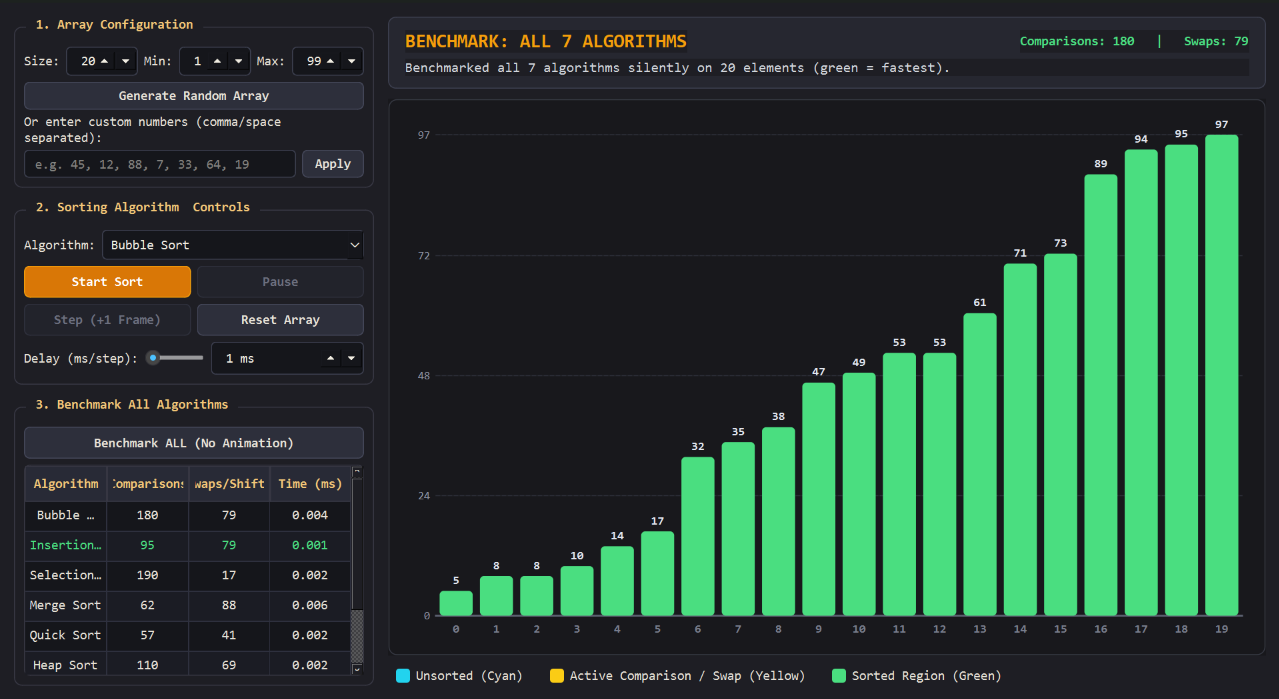 1. Array Configuration
Size: 20 Min: 1 Max: 99
Generate Random Array
Or enter custom numbers (comma/space
separated):
e.g. 45, 12, 88, 7, 33, 64, 19 Apply
2. Sorting Algorithm Controls
Algorithm: Bubble Sort
Start Sort Pause
Step (+1 Frame) Reset Array
Delay (ms/step): 1 ms
3. Benchmark All Algorithms
Benchmark ALL (No Animation)
Algorithm omparisons waps/Shift Time (ms)
Bubble … 180 79 0.004
Insertion… 95 79 0.001
Selection… 190 17 0.002
Merge Sort 62 88 0.006
Quick Sort 57 41 0.002
Heap Sort 110 69 0.002
BENCHMARK: ALL 7 ALGORITHMS
Comparisons: 180 | Swaps: 79
Benchmarked all 7 algorithms silently on 20 elements (green = fastest).
97
72
48
24
0
5 8 8 10 14 17 32 35 38 47 49 53 53 61 71 73 89 94 95 97
0 1 2 3 4 5 6 7 8 9 10 11 12 13 14 15 16 17 18 19
Unsorted (Cyan) Active Comparison / Swap (Yellow) Sorted Region (Green)